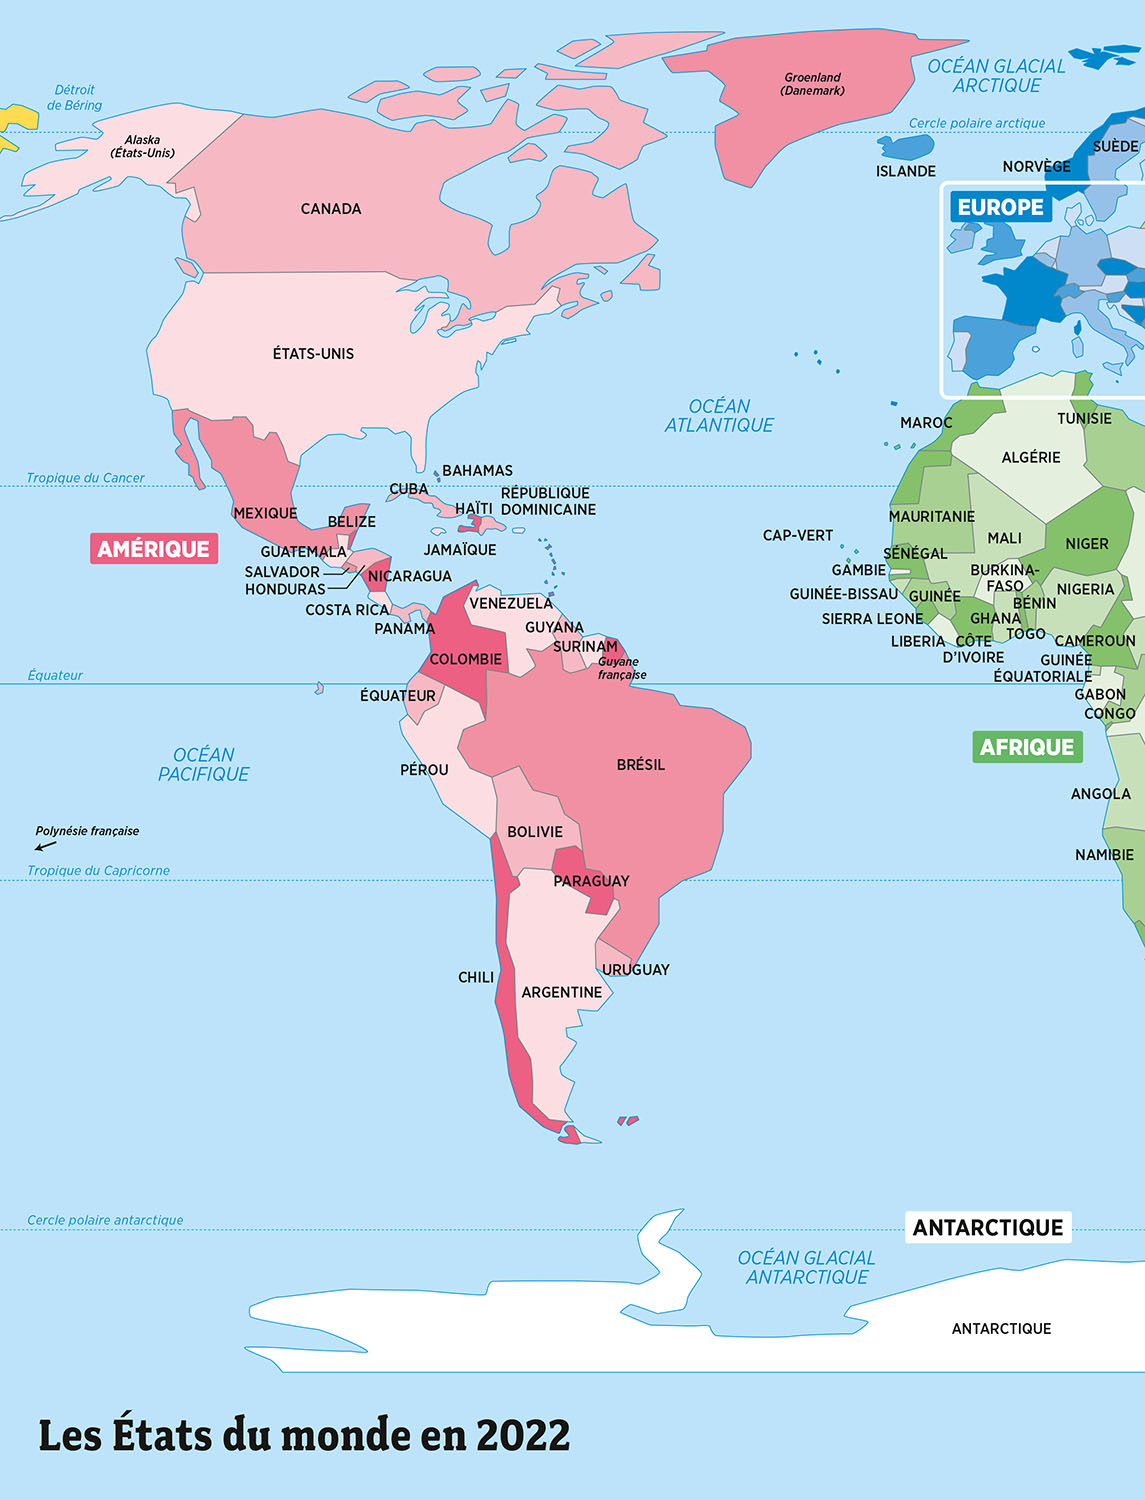 Détroit
de Béring
Alaska
(États-Unis)
Groenland
(Danemark)
OCÉAN GLACIAL
ARCTIQUE
Cercle polaire arctique
ISLANDE
NORVÈGE
SUÈDE
EUROPE
CANADA
ÉTATS-UNIS
OCÉAN
ATLANTIQUE
MAROC
TUNISIE
ALGÉRIE
Tropique du Cancer
BAHAMAS
CUBA
HAÏTI
RÉPUBLIQUE
DOMINICAINE
MEXIQUE
BELIZE
JAMAÏQUE
AMÉRIQUE
GUATEMALA
SALVADOR
HONDURAS
NICARAGUA
COSTA RICA
PANAMA
VENEZUELA
GUYANA
SURINAM
Guyane
française
COLOMBIE
MAURITANIE
CAP-VERT
MALI
NIGER
SÉNÉGAL
GAMBIE
BURKINA-
FASO
GUINÉE-BISSAU
GUINÉE
BÉNIN
NIGERIA
SIERRA LEONE
GHANA
TOGO
LIBERIA
CÔTE
D'IVOIRE
CAMEROUN
GUINÉE
ÉQUATORIALE
GABON
CONGO
Équateur
ÉQUATEUR
OCÉAN
PACIFIQUE
PÉROU
BRÉSIL
AFRIQUE
ANGOLA
Polynésie française
BOLIVIE
NAMIBIE
Tropique du Capricorne
PARAGUAY
CHILI
URUGUAY
ARGENTINE
Cercle polaire antarctique
ANTARCTIQUE
OCÉAN GLACIAL
ANTARCTIQUE
ANTARCTIQUE
Les États du monde en 2022